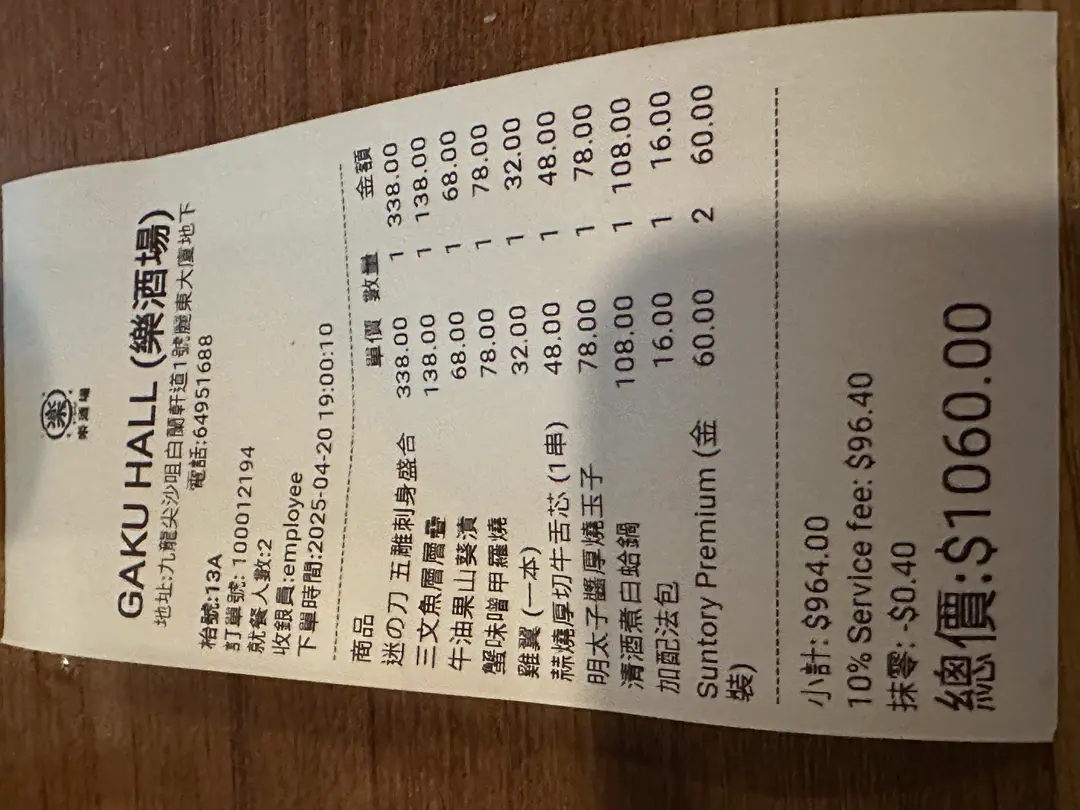 樂
樂酒場
GAKU HALL (樂酒場)
地址:九龍尖沙咀白蘭軒道1號麗東大廈地下
電話:64951688
枱號:13A
訂單號: 100012194
就餐人數:2
收銀員:employee
下單時間:2025-04-20 19:00:10
商品 單價 數量 金額
迷の刀 五雕刺身盛合 338.00 1 338.00
三文魚層層疊 138.00 1 138.00
牛油果山葵漬 68.00 1 68.00
蟹味噌甲羅燒 78.00 1 78.00
雞翼 (一本) 32.00 1 32.00
蒜燒厚切牛舌芯 (1串) 48.00 1 48.00
明太子醬厚燒玉子 78.00 1 78.00
清酒煮白蛤鍋 108.00 1 108.00
加配法包 16.00 1 16.00
Suntory Premium (金 60.00 2 60.00
裝)
小計: $964.00
10% Service fee: $96.40
抹零: -$0.40
總價:$1060.00